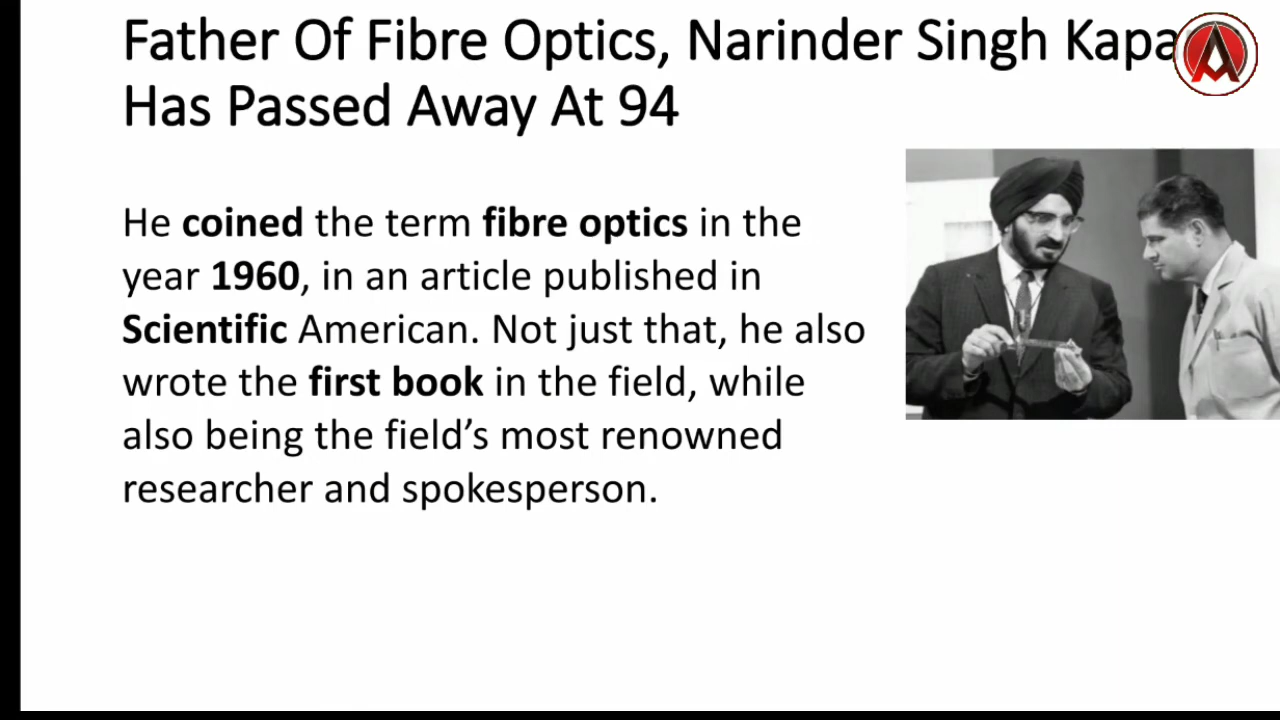 Father Of Fibre Optics, Narinder Singh Kapa
Has Passed Away At 94
He coined the term fibre optics in the
year 1960, in an article published in
Scientific American. Not just that, he also
wrote the first book in the field, while
also being the field’s most renowned
researcher and spokesperson.